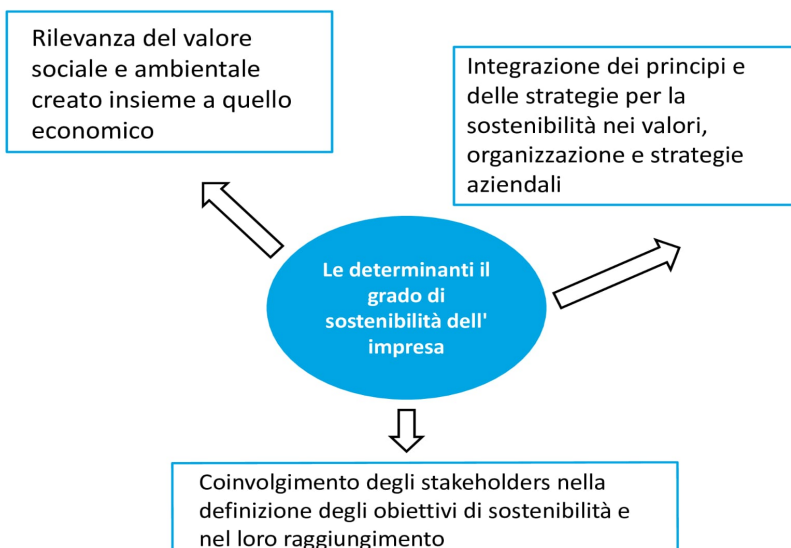 Rilevanza del valore
sociale e ambientale
creato insieme a quello
economico
Integrazione dei principi e
delle strategie per la
sostenibilità nei valori,
organizzazione e strategie
aziendali
Le determinanti il
grado di
sostenibilità dell'
impresa
Coinvolgimento degli stakeholders nella
definizione degli obiettivi di sostenibilità e
nel loro raggiungimento